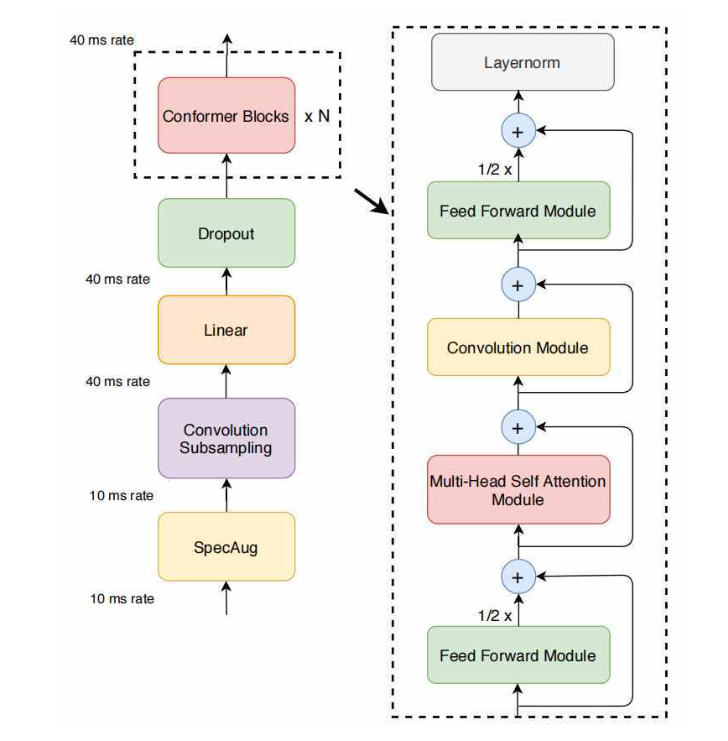 40 ms rate
Conformer Blocks
x N
Dropout
40 ms rate
Linear
40 ms rate
Convolution
Subsampling
10 ms rate
SpecAug
10 ms rate
Layernorm
+
1/2 x
Feed Forward Module
+
Convolution Module
+
Multi-Head Self Attention
Module
+
1/2 x
Feed Forward Module